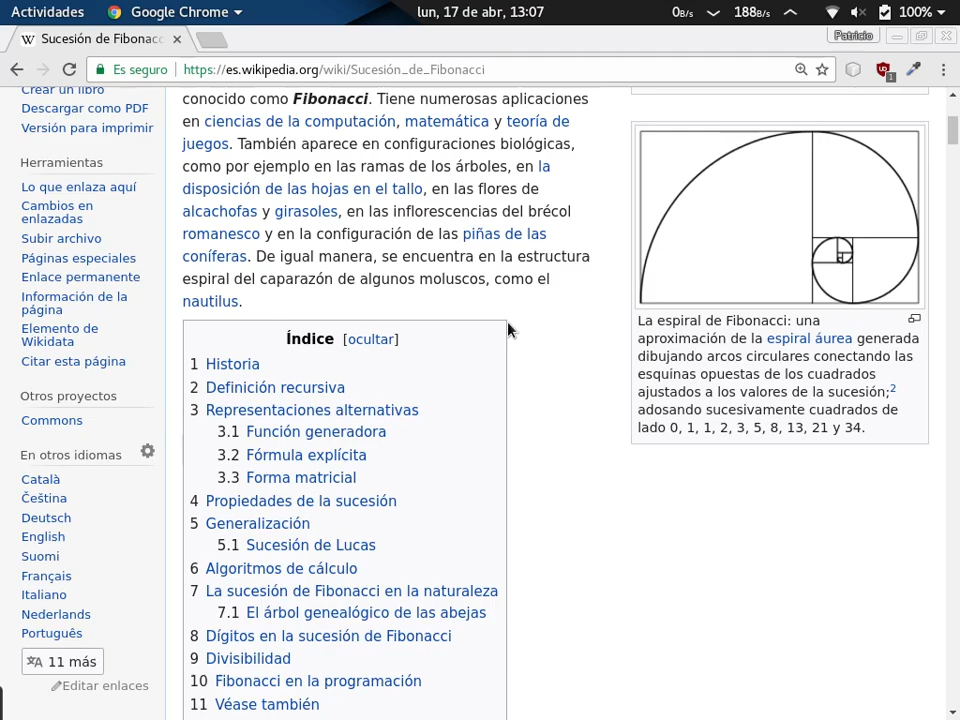 Actividades Google Chrome lun, 17 de abr, 13:07 0B/s 188B/s 100%
Sucesión de Fibonacc Patricio
Es seguro https://es.wikipedia.org/wiki/Sucesión_de_Fibonacci
Crear un libro
Descargar como PDF
Versión para imprimir
Herramientas
Lo que enlaza aquí
Cambios en
enlazadas
Subir archivo
Páginas especiales
Enlace permanente
Información de la
página
Elemento de
Wikidata
Citar esta página
Otros proyectos
Commons
En otros idiomas
Català
Čeština
Deutsch
English
Suomi
Français
Italiano
Nederlands
Português
11 más
Editar enlaces
conocido como Fibonacci. Tiene numerosas aplicaciones
en ciencias de la computación, matemática y teoría de
juegos. También aparece en configuraciones biológicas,
como por ejemplo en las ramas de los árboles, en la
disposición de las hojas en el tallo, en las flores de
alcachofas y girasoles, en las inflorescencias del brécol
romanesco y en la configuración de las piñas de las
coníferas. De igual manera, se encuentra en la estructura
espiral del caparazón de algunos moluscos, como el
nautilus.
Índice [ocultar]
1 Historia
2 Definición recursiva
3 Representaciones alternativas
3.1 Función generadora
3.2 Fórmula explícita
3.3 Forma matricial
4 Propiedades de la sucesión
5 Generalización
5.1 Sucesión de Lucas
6 Algoritmos de cálculo
7 La sucesión de Fibonacci en la naturaleza
7.1 El árbol genealógico de las abejas
8 Dígitos en la sucesión de Fibonacci
9 Divisibilidad
10 Fibonacci en la programación
11 Véase también
La espiral de Fibonacci: una
aproximación de la espiral áurea generada
dibujando arcos circulares conectando las
esquinas opuestas de los cuadrados
ajustados a los valores de la sucesión;2
adosando sucesivamente cuadrados de
lado 0, 1, 1, 2, 3, 5, 8, 13, 21 y 34.